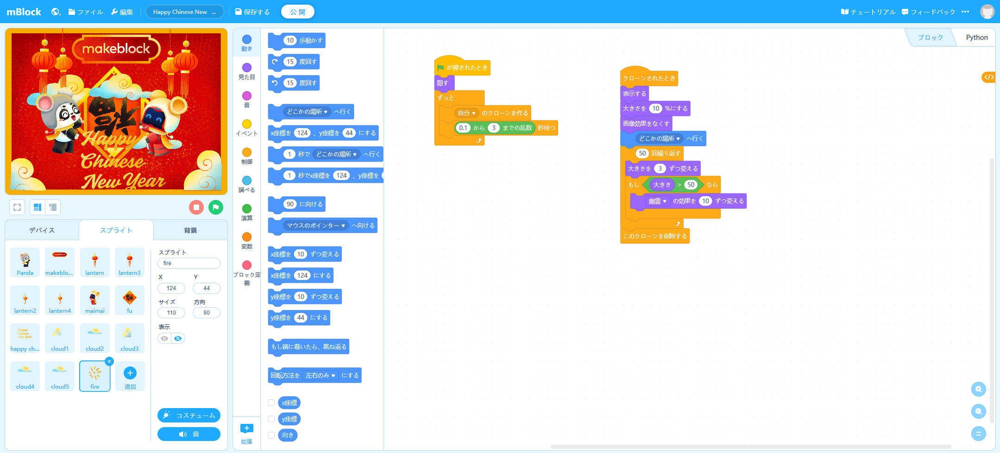 mBlock
ファイル
編集
Happy Chinese New ...
保存する
公開
チュートリアル
フィードバック
makeblock
Happy
Chinese
New Year
デバイス
スプライト
背景
Panda
makeblo...
lantern
lantern3
lantern2
lantern4
maimai
fu
happy ch...
cloud1
cloud2
cloud3
cloud4
cloud5
fire
追加
スプライト
fire
X
Y
124
44
サイズ
方向
110
90
表示
コスチューム
音
動き
見た目
音
イベント
制御
調べる
演算
変数
ブロック定
義
拡張
10 歩動かす
15 度回す
15 度回す
どこかの場所 へ行く
x座標を 124 、y座標を 44 にする
1 秒で どこかの場所 へ行く
1 秒でx座標を 124 、y座標を
90 に向ける
マウスのポインター へ向ける
x座標を 10 ずつ変える
x座標を 124 にする
y座標を 10 ずつ変える
y座標を 44 にする
もし端に着いたら、跳ね返る
回転方法を 左右のみ にする
x座標
y座標
向き
が押されたとき
隠す
ずっと
自分 のクローンを作る
0.1 から 3 までの乱数 秒待つ
クローンされたとき
表示する
大きさを 10 %にする
画像効果をなくす
どこかの場所 へ行く
50 回繰り返す
大きさを 3 ずつ変える
もし 大きさ > 50 なら
幽霊 の効果を 10 ずつ変える
このクローンを削除する
ブロック
Python